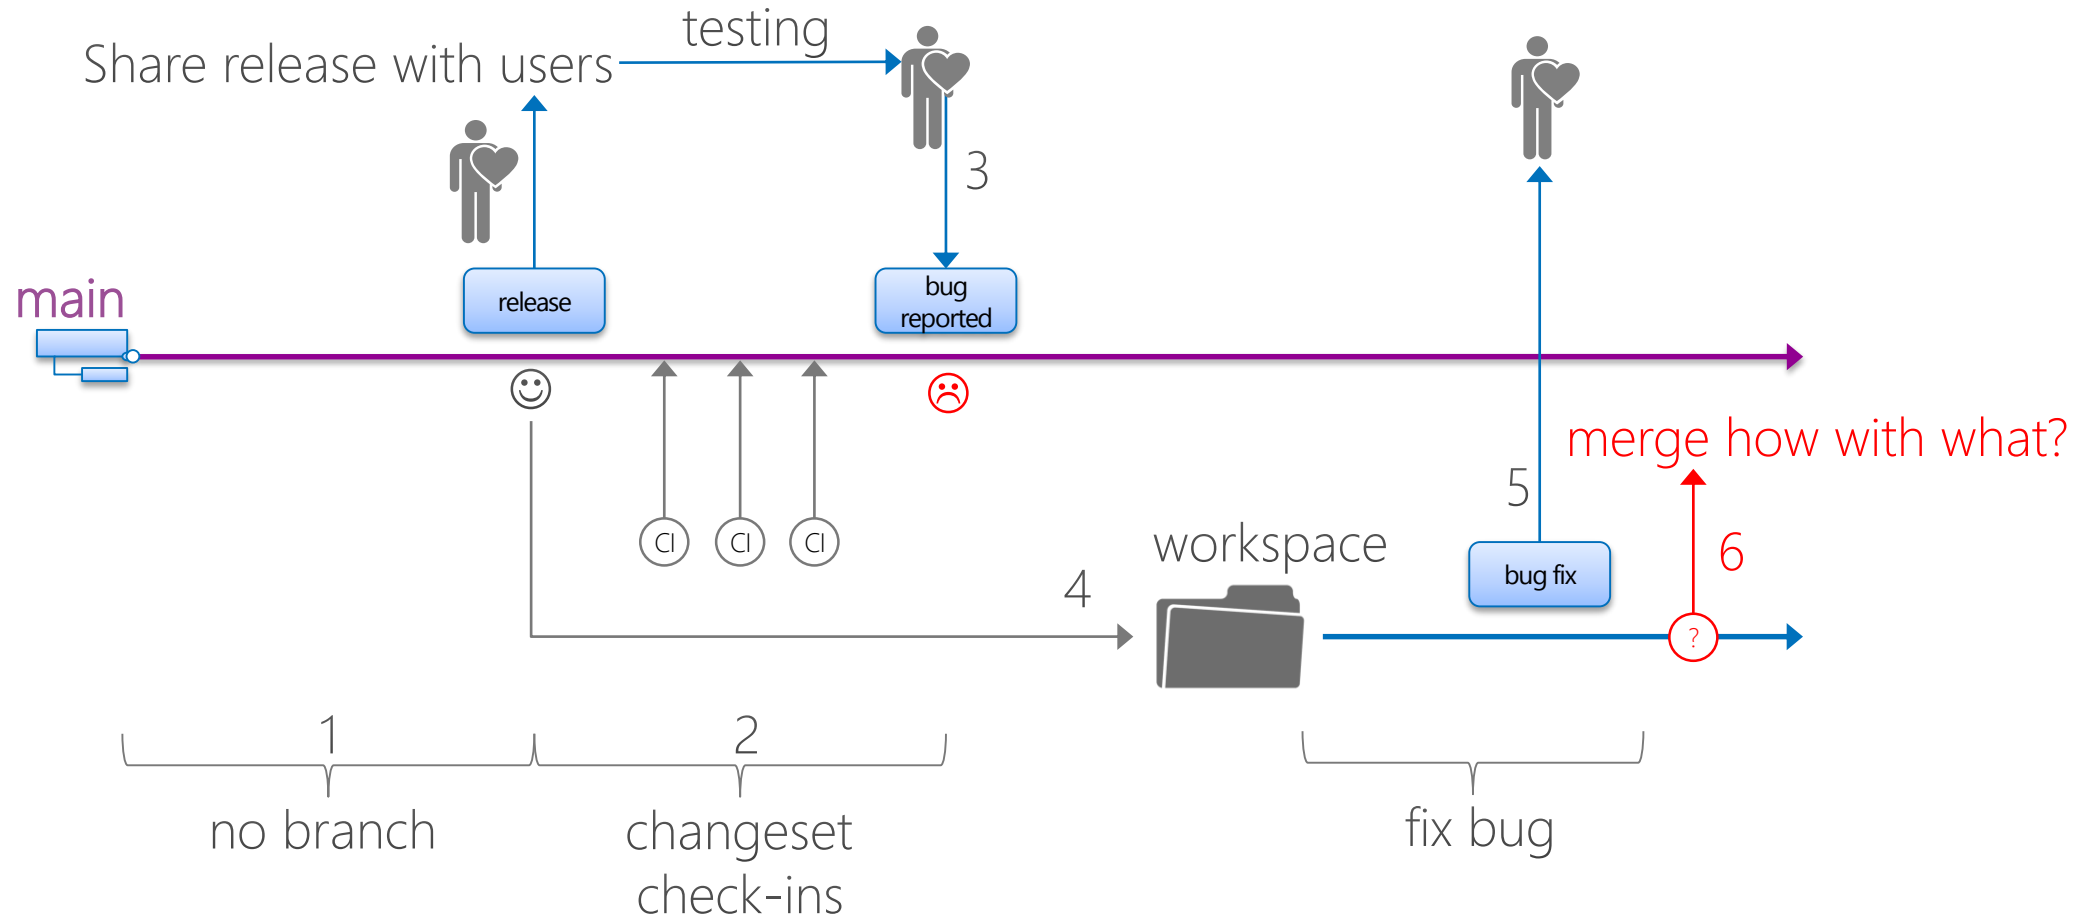 testing
Share release with users
3
main
release
bug
reported
merge how with what?
5
CI
CI
CI
workspace
6
4
bug fix
?
1
2
no branch
changeset
check-ins
fix bug